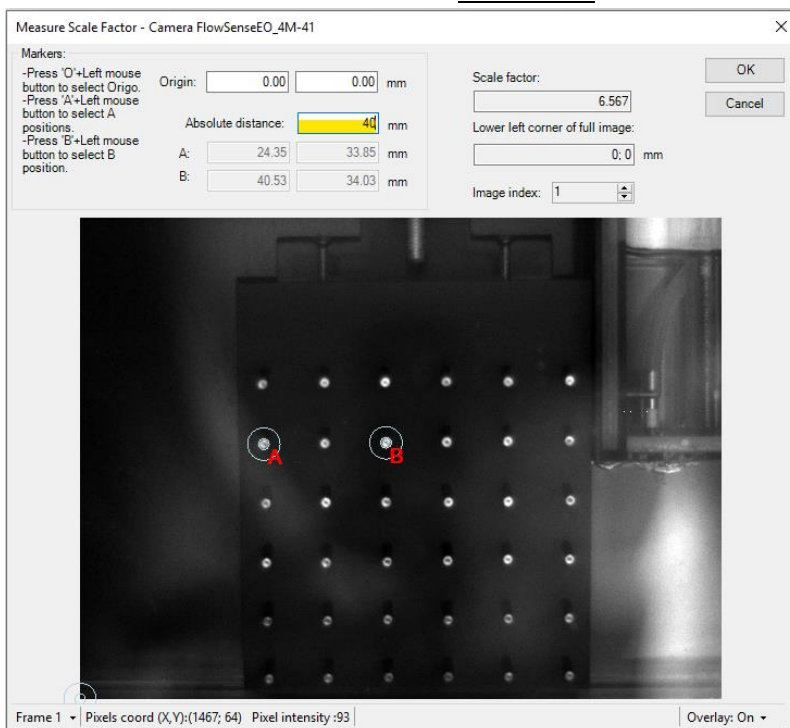 Measure Scale Factor - Camera FlowSenseEO_4M-41
Markers:
-Press 'O'+Left mouse
button to select Origo.
-Press 'A'+Left mouse
button to select A
positions.
-Press 'B'+Left mouse
button to select B
position.
Origin: 0.00 0.00 mm
Absolute distance: 40 mm
A: 24.35 33.85 mm
B: 40.53 34.03 mm
Scale factor:
6.567
Lower left corner of full image:
0; 0 mm
Image index: 1
OK
Cancel
A B
Frame 1 Pixels coord (X,Y):(1467; 64) Pixel intensity :93 Overlay: On